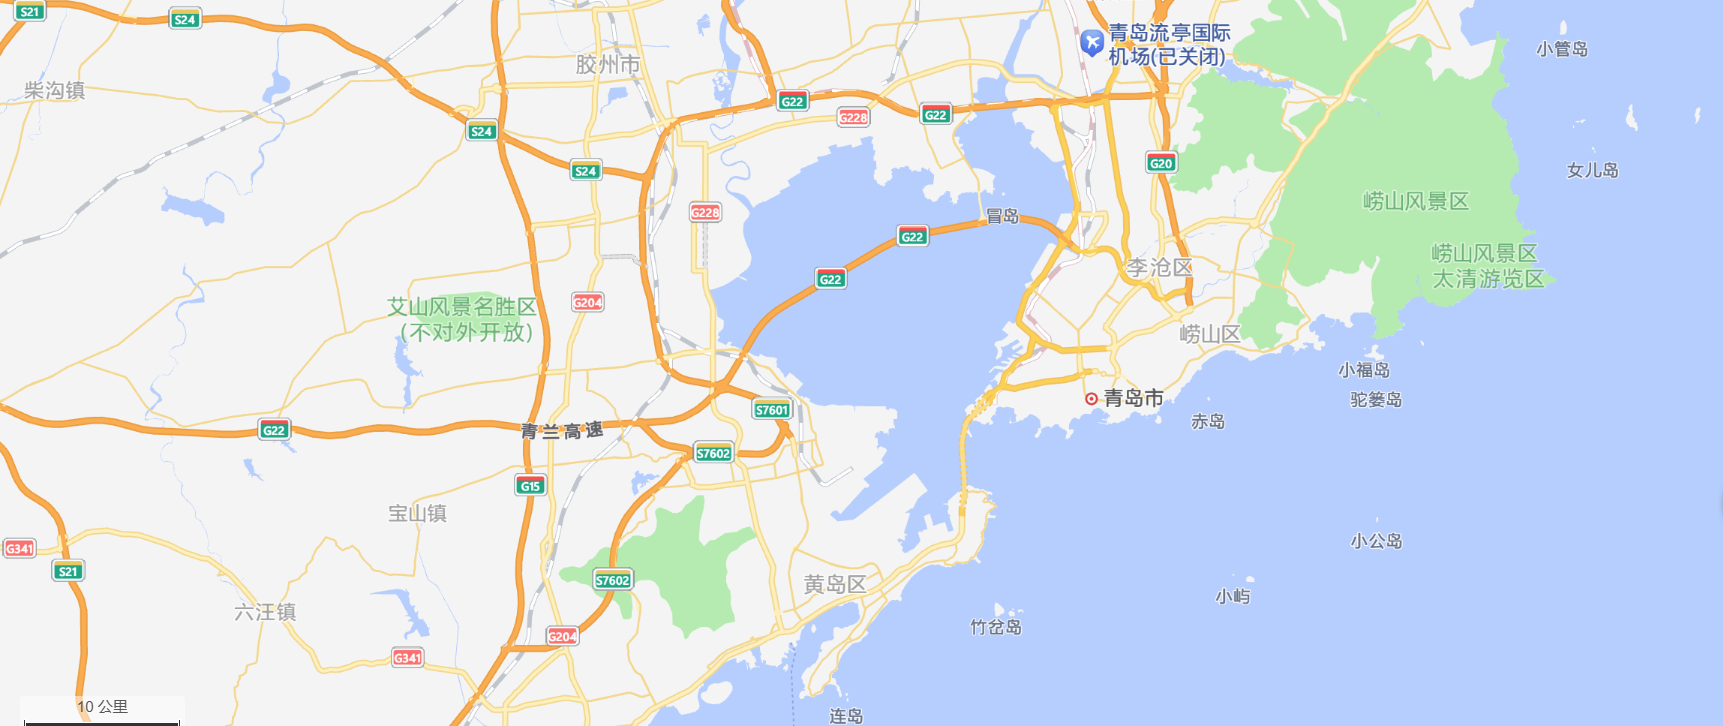 S21
S24
青岛流亭国际
机场(已关闭)
小管岛
胶州市
柴沟镇
G22
G228
G22
S24
G20
S24
女儿岛
崂山风景区
G228
冒岛
G22
崂山风景区
太清游览区
李沧区
G22
G204
艾山风景名胜区
(不对外开放)
崂山区
小福岛
青岛市
驼篓岛
S7601
赤岛
G22
青兰高速
S7602
G15
宝山镇
小公岛
G341
S21
S7602
黄岛区
小屿
六汪镇
竹岔岛
G204
G341
10 公里
连岛